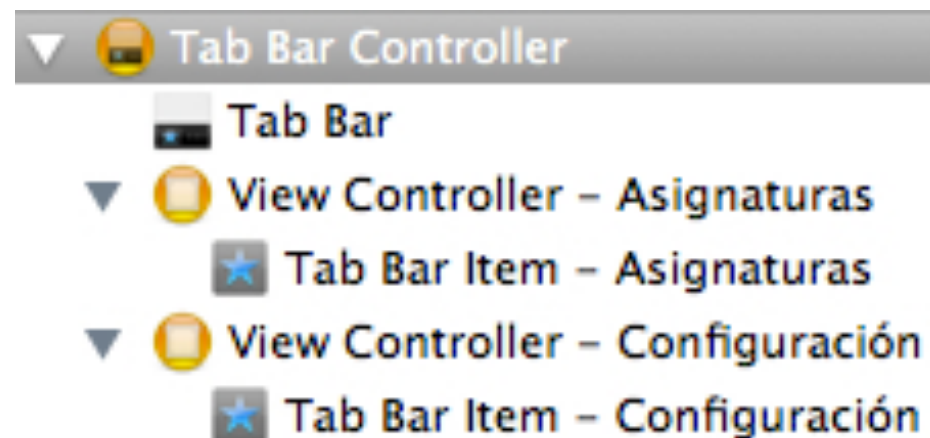 Tab Bar Controller
Tab Bar
View Controller – Asignaturas
Tab Bar Item – Asignaturas
View Controller – Configuración
Tab Bar Item – Configuración